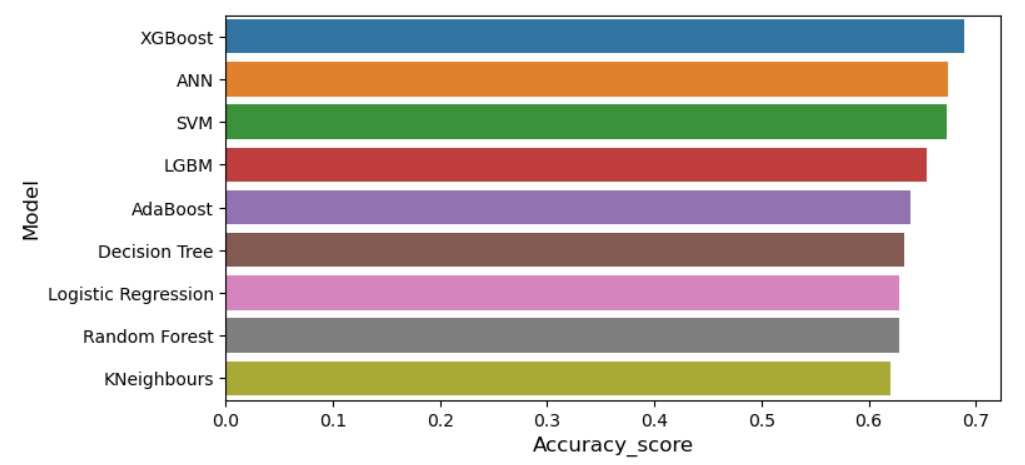 XGBoost
ANN
SVM
LGBM
AdaBoost
Decision Tree
Logistic Regression
Random Forest
KNeighbours
Model
0.0 0.1 0.2 0.3 0.4 0.5 0.6 0.7
Accuracy_score